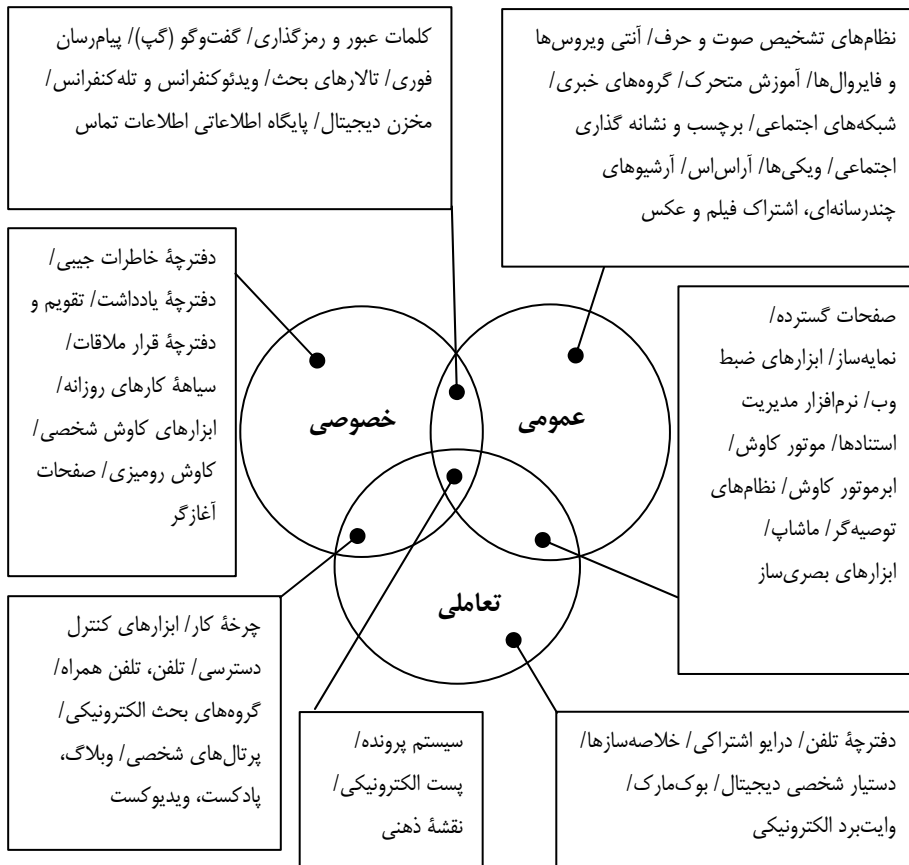 نظام‌های تشخیص صوت و حرف/ آنتی ویروس‌ها
و فایروال‌ها/ آموزش متحرک/ گروه‌های خبری/
شبکه‌های اجتماعی/ برچسب و نشانه گذاری
اجتماعی/ ویکی‌ها/ آراس‌اس/ آرشیوهای
چندرسانه‌ای، اشتراک فیلم و عکس
کلمات عبور و رمزگذاری/ گفت‌وگو (گپ)/ پیام‌رسان
فوری/ تالارهای بحث/ ویدئوکنفرانس و تله‌کنفرانس/
مخزن دیجیتال/ پایگاه اطلاعاتی اطلاعات تماس
صفحات گسترده/
نمایه‌ساز/ ابزارهای ضبط
وب/ نرم‌افزار مدیریت
استنادها/ موتور کاوش/
ابرموتور کاوش/ نظام‌های
توصیه‌گر/ ماشاپ/
ابزارهای بصری‌ساز
دفترچهٔ خاطرات جیبی/
دفترچهٔ یادداشت/ تقویم و
دفترچهٔ قرار ملاقات/
سیاههٔ کارهای روزانه/
ابزارهای کاوش شخصی/
کاوش رومیزی/ صفحات
آغازگر
عمومی
خصوصی
تعاملی
دفترچهٔ تلفن/ درایو اشتراکی/ خلاصه‌سازها/
دستیار شخصی دیجیتال/ بوک‌مارک/
وایت‌برد الکترونیکی
سیستم پرونده/
پست الکترونیکی/
نقشهٔ ذهنی
چرخهٔ کار/ ابزارهای کنترل
دسترسی/ تلفن، تلفن همراه/
گروه‌های بحث الکترونیکی/
پرتال‌های شخصی/ وبلاگ،
پادکست، ویدیوکست